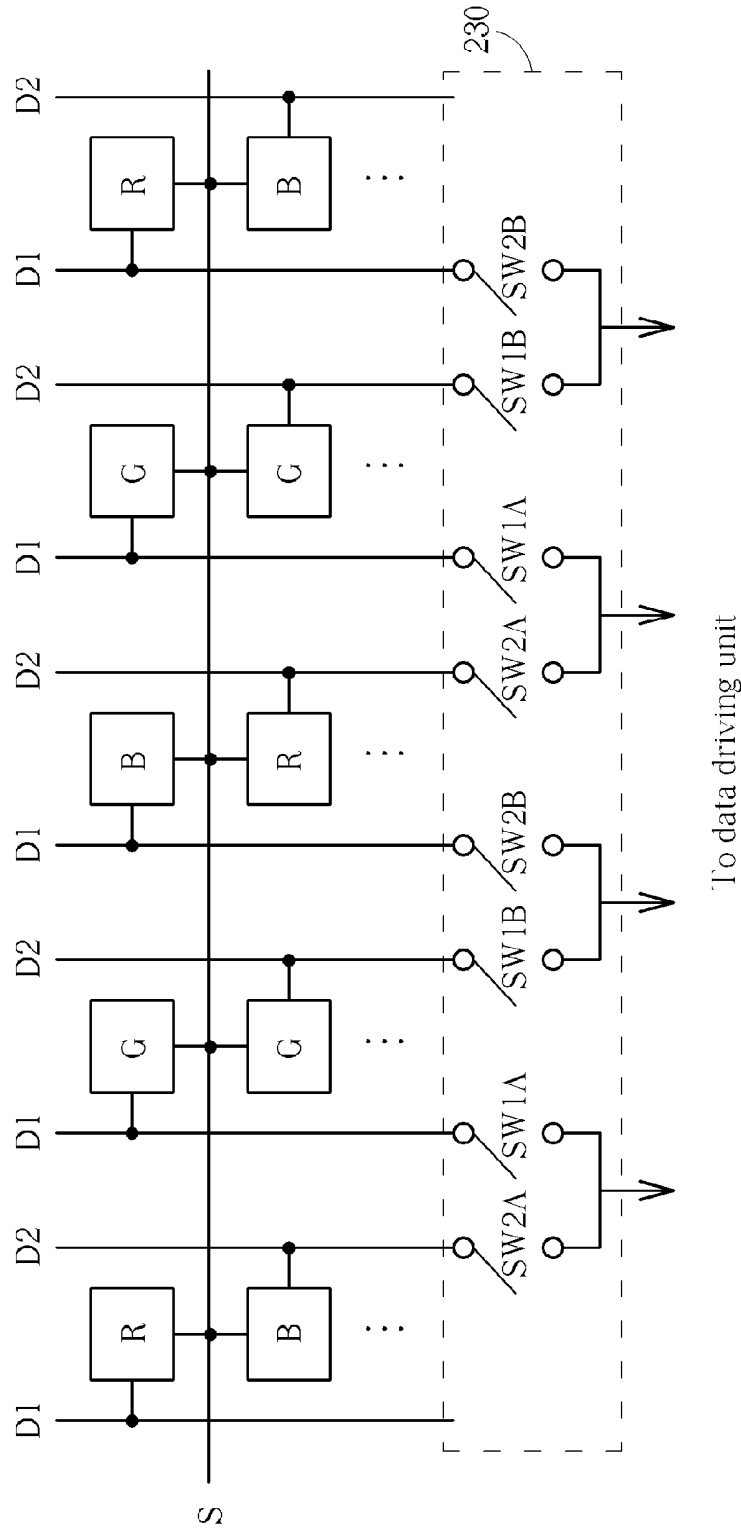 D1 D2 D1 D2 D1 D2 D1 D2 D1 D2
R G B G R
S
B G R G B
... ... ... ... ...
230
SW2A SW1A SW1B SW2B SW2A SW1A SW1B SW2B
To data driving unit